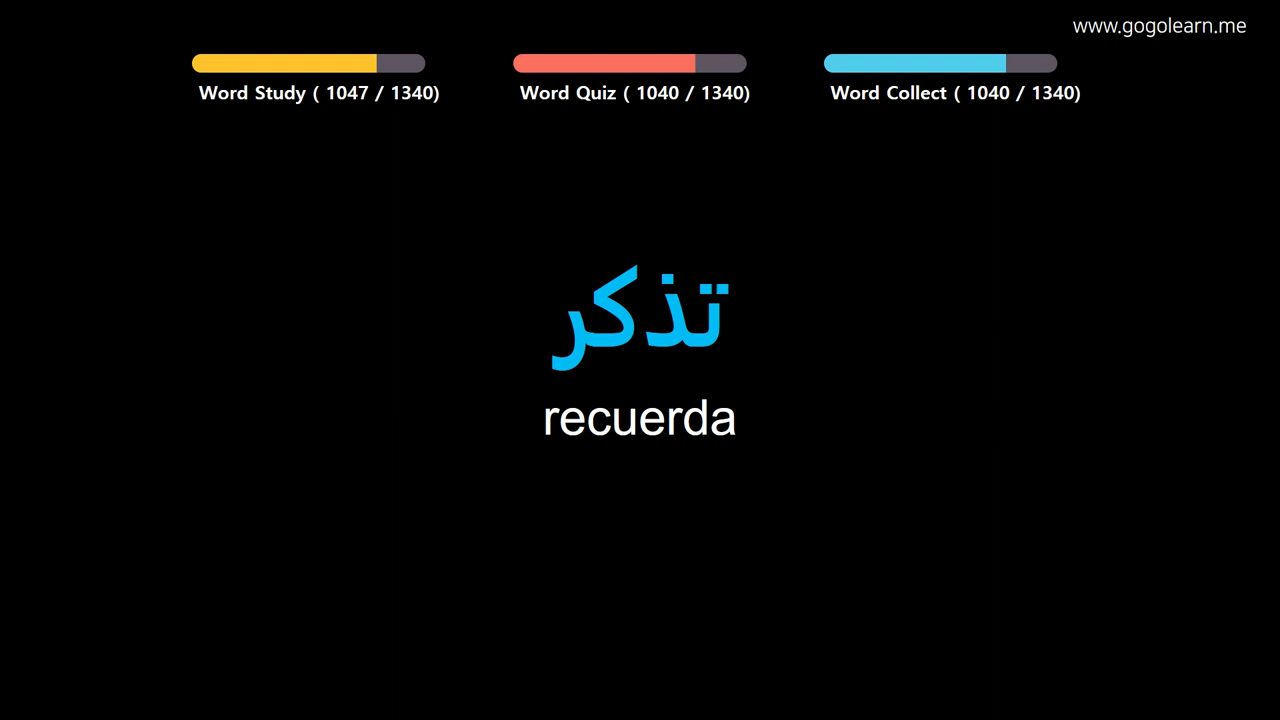 www.gogolearn.me
Word Study ( 1047 / 1340)
Word Quiz ( 1040 / 1340)
Word Collect ( 1040 / 1340)
تذكر
recuerda